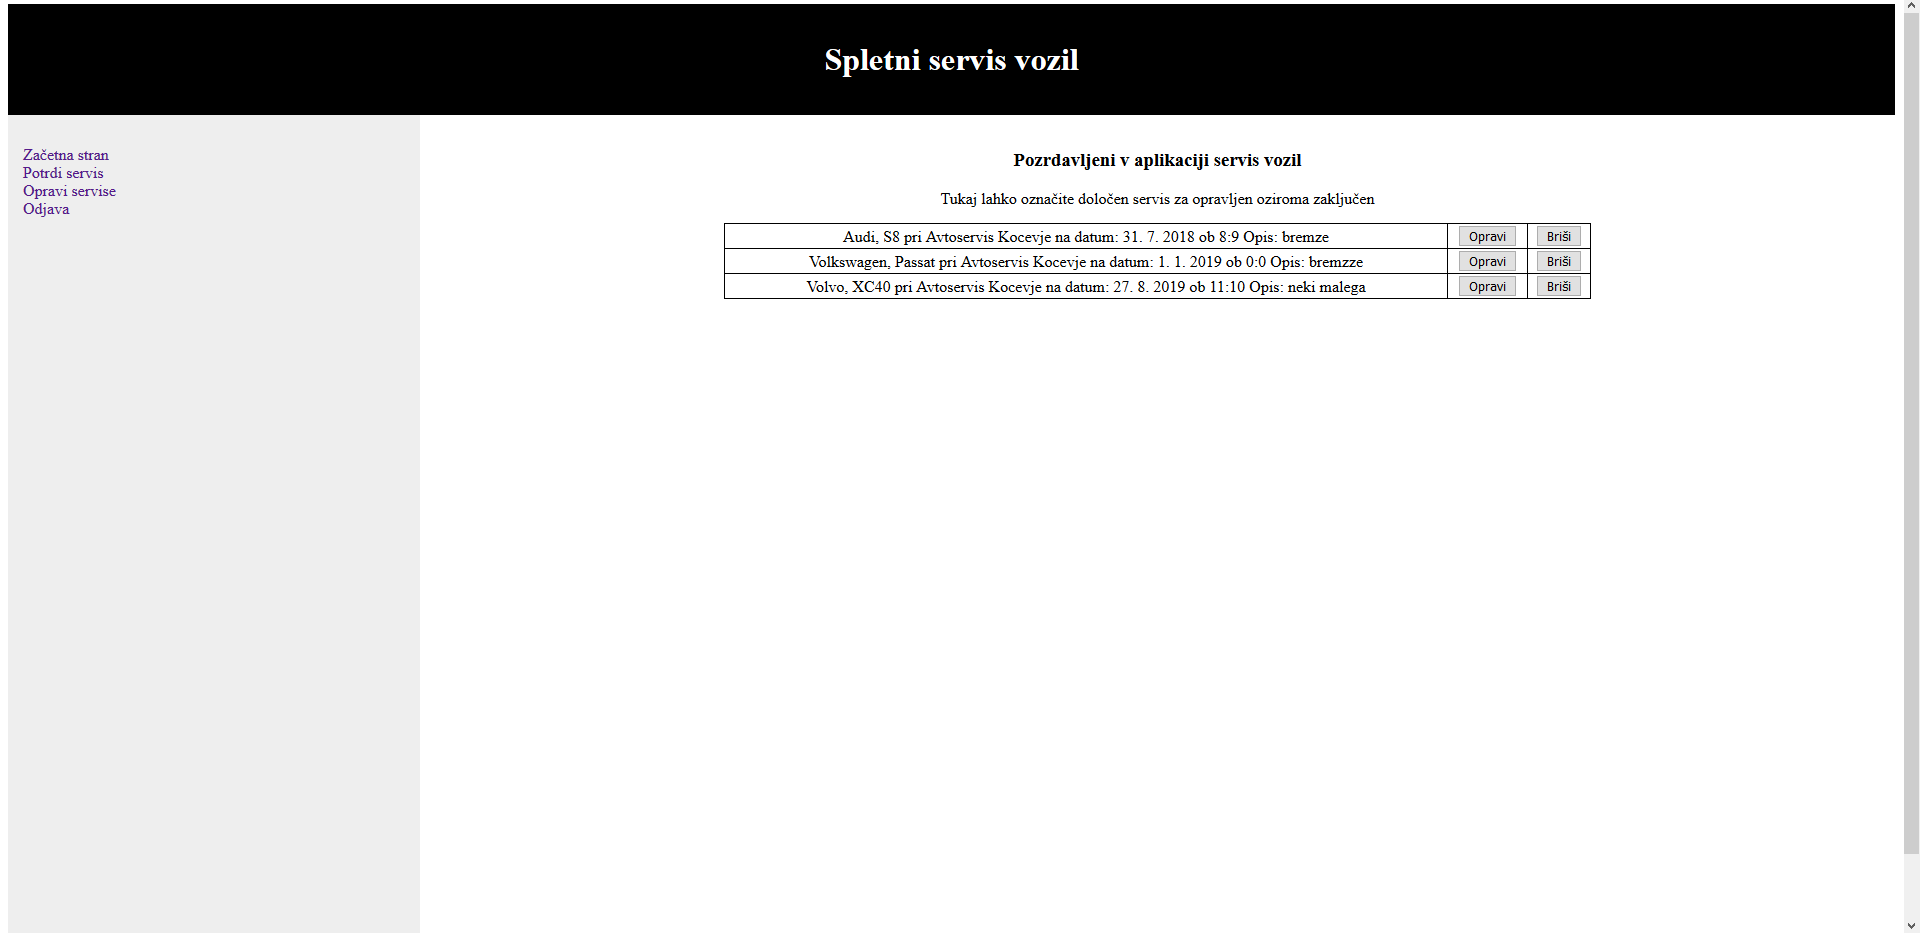 Spletni servis vozil
Začetna stran
Potrdi servis
Opravi servise
Odjava
Pozrdavljeni v aplikaciji servis vozil
Tukaj lahko označite določen servis za opravljen oziroma zaključen
Audi, S8 pri Avtoservis Kocevje na datum: 31. 7. 2018 ob 8:9 Opis: bremze Opravi Briši
Volkswagen, Passat pri Avtoservis Kocevje na datum: 1. 1. 2019 ob 0:0 Opis: bremzze Opravi Briši
Volvo, XC40 pri Avtoservis Kocevje na datum: 27. 8. 2019 ob 11:10 Opis: neki malega Opravi Briši